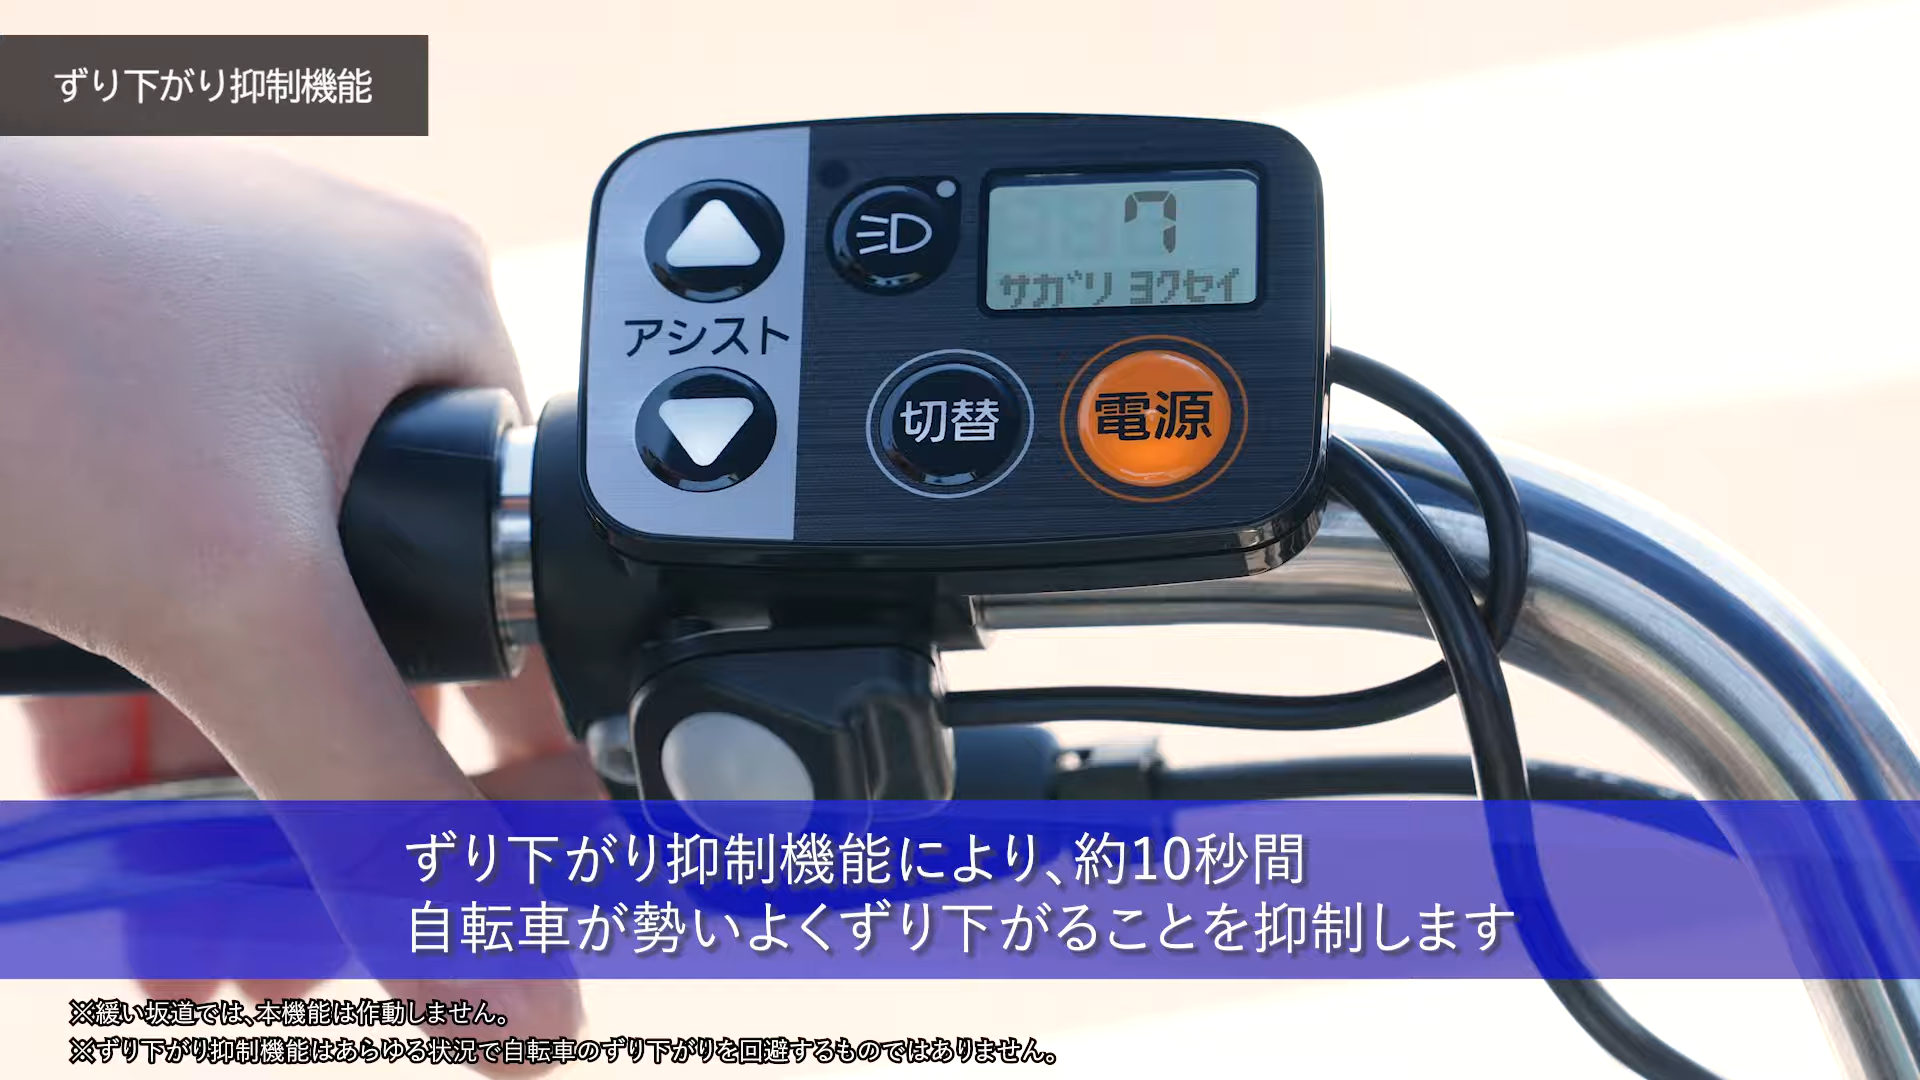 ずり下がり抑制機能
7
サガリ ヨクセイ
アシスト
切替
電源
ずり下がり抑制機能により、約10秒間
自転車が勢いよくずり下がることを抑制します
※緩い坂道では、本機能は作動しません。
※ずり下がり抑制機能はあらゆる状況で自転車のずり下がりを回避するものではありません。